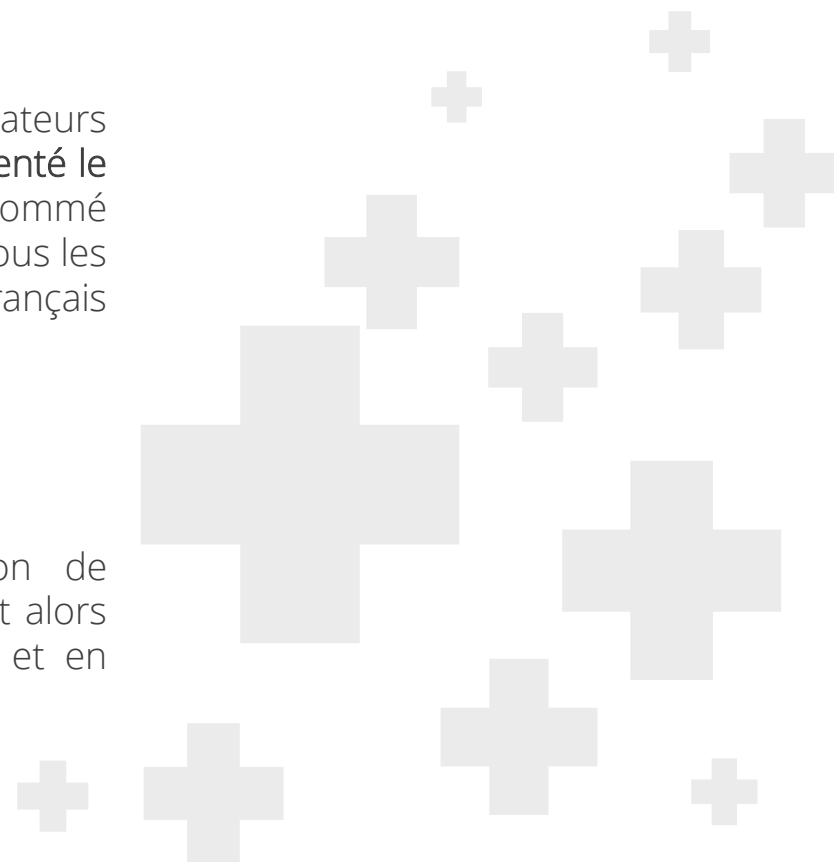 ateurs
enté le
ommé
ous les
rançais
on de
t alors
et en